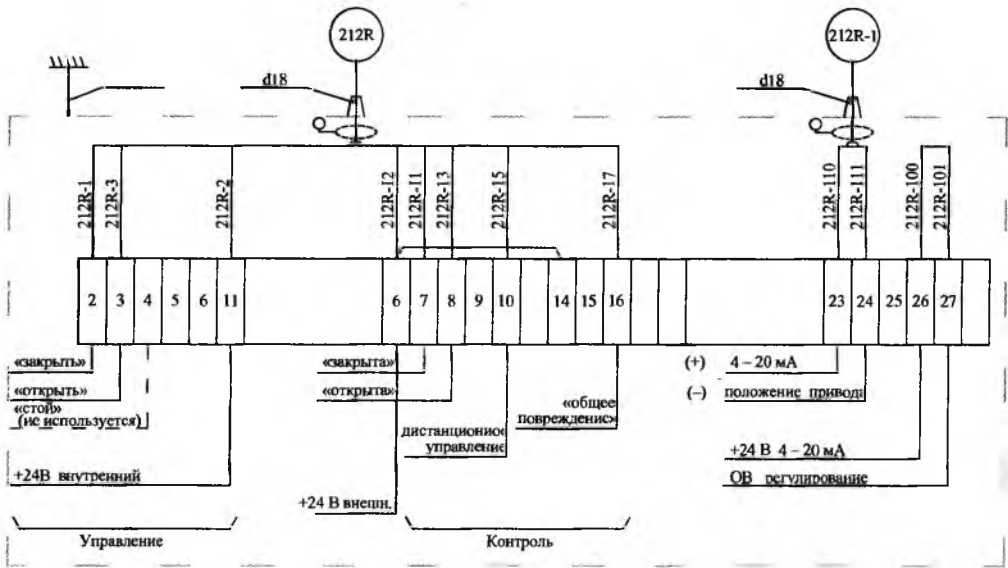 212R
212R-1
d18
d18
212R-1
212R-3
212R-2
212R-12
212R-11
212R-13
212R-15
212R-17
212R-110
212R-111
212R-100
212R-101
2 3 4 5 6 11 6 7 8 9 10 14 15 16 23 24 25 26 27
«закрыть»
«открыть»
«стой»
(не используется)
+24В внутренний
Управление
«закрыта»
«открыта»
дистанционное
управление
+24 В внешн.
«общее
повреждение»
Контроль
(+) 4 – 20 мА
(–) положение привода
+24 В 4 – 20 мА
ОВ регулирование